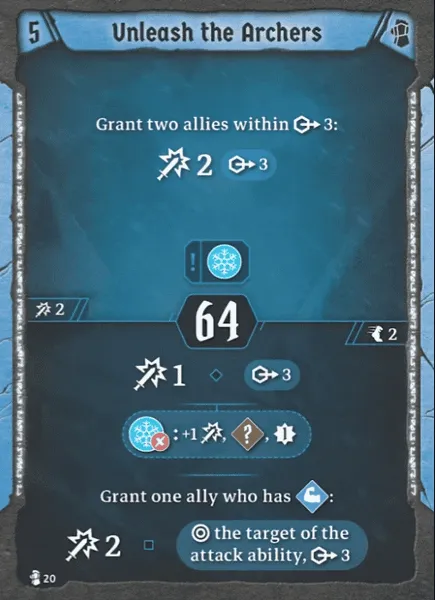 5 Unleash the Archers
Grant two allies within 3:
2 3
!
2
64
2
1 3
: +1 , ? , !
Grant one ally who has :
2 the target of the
attack ability, 3
20